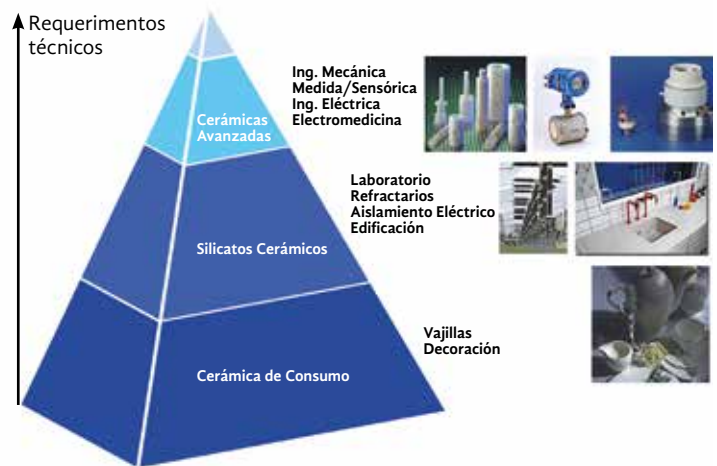 Requerimentos
técnicos
Ing. Mecánica
Medida/Sensórica
Ing. Eléctrica
Electromedicina
Cerámicas
Avanzadas
Laboratorio
Refractarios
Aislamiento Eléctrico
Edificación
Silicatos Cerámicos
Vajillas
Decoración
Cerámica de Consumo